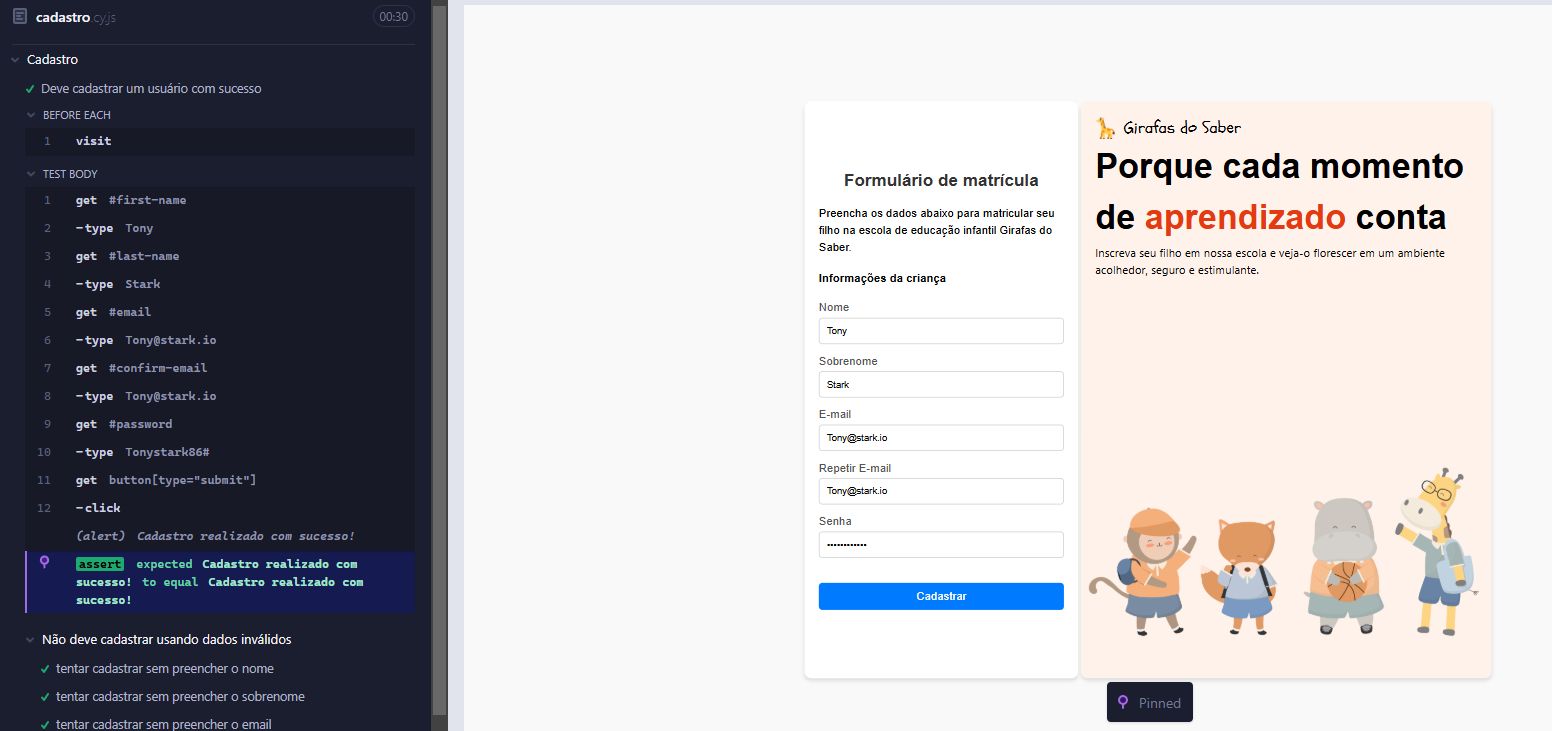 cadastro.cy.js
00:30
Cadastro
Deve cadastrar um usuário com sucesso
BEFORE EACH
1 visit
TEST BODY
1 get #first-name
2 -type Tony
3 get #last-name
4 -type Stark
5 get #email
6 -type Tony@stark.io
7 get #confirm-email
8 -type Tony@stark.io
9 get #password
10 -type Tonystark86#
11 get button[type="submit"]
12 -click
(alert) Cadastro realizado com sucesso!
assert expected Cadastro realizado com
sucesso! to equal Cadastro realizado com
sucesso!
Não deve cadastrar usando dados inválidos
tentar cadastrar sem preencher o nome
tentar cadastrar sem preencher o sobrenome
tentar cadastrar sem preencher o email
Formulário de matrícula
Preencha os dados abaixo para matricular seu
filho na escola de educação infantil Girafas do
Saber.
Informações da criança
Nome
Tony
Sobrenome
Stark
E-mail
Tony@stark.io
Repetir E-mail
Tony@stark.io
Senha
••••••••••••
Cadastrar
Girafas do Saber
Porque cada momento
de aprendizado conta
Inscreva seu filho em nossa escola e veja-o florescer em um ambiente
acolhedor, seguro e estimulante.
Pinned